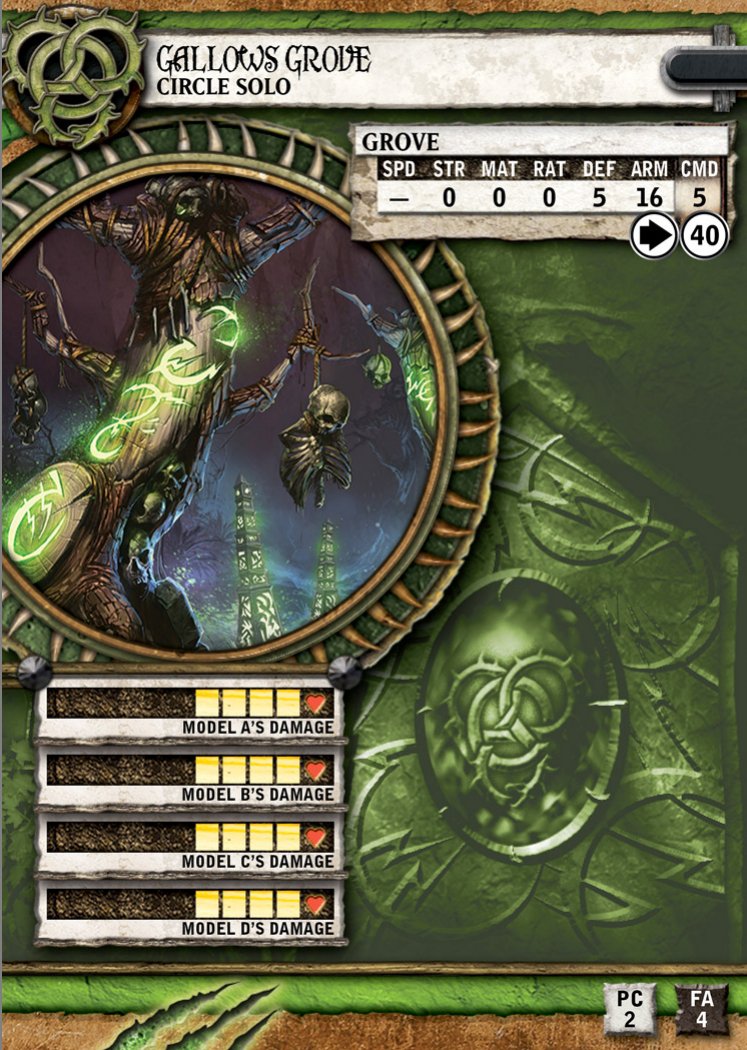 GALLOWS GROVE
CIRCLE SOLO
GROVE
SPD STR MAT RAT DEF ARM CMD
— 0 0 0 5 16 5
40
MODEL A'S DAMAGE
MODEL B'S DAMAGE
MODEL C'S DAMAGE
MODEL D'S DAMAGE
PC FA
2 4